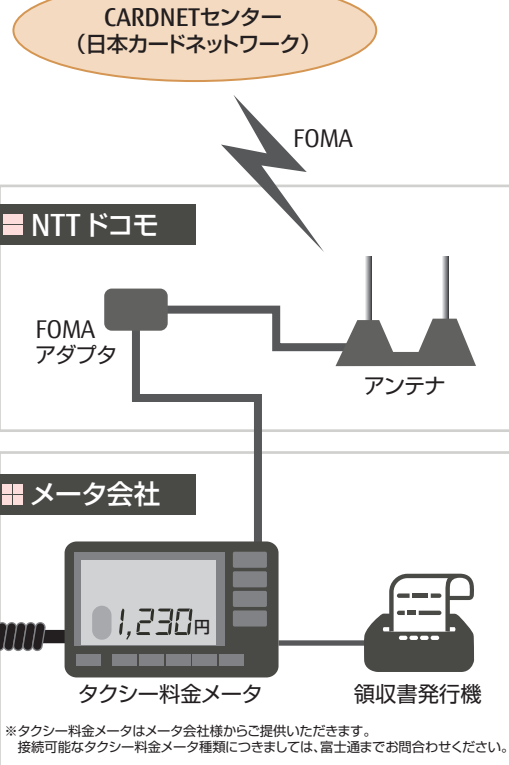 CARDNETセンター
（日本カードネットワーク）
FOMA
NTTドコモ
FOMA
アダプタ
アンテナ
メータ会社
1,230円
タクシー料金メータ
領収書発行機
※タクシー料金メータはメータ会社様からご提供いただきます。
接続可能なタクシー料金メータ種類につきましては、富士通までお問合わせください。